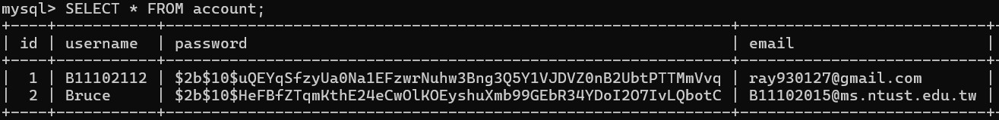 mysql> SELECT * FROM account;
+----+-----------+--------------------------------------------------------------+--------------------------+
| id | username  | password                                                     | email                    |
+----+-----------+--------------------------------------------------------------+--------------------------+
|  1 | B11102112 | $2b$10$uQEYqSfzyUa0Na1EFzwrNuhw3Bng3Q5Y1VJDVZ0nB2UbtPTTMmVvq | ray930127@gmail.com      |
|  2 | Bruce     | $2b$10$HeFBfZTqmKthE24eCwOlKOEyshuXmb99GEbR34YDoI2O7IvLQbotC | B11102015@ms.ntust.edu.tw |
+----+-----------+--------------------------------------------------------------+--------------------------+